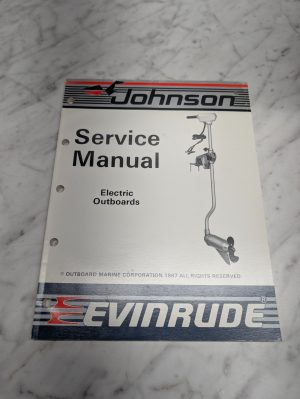 Johnson
Service
Manual
Electric
Outboards
© OUTBOARD MARINE CORPORATION 1987 ALL RIGHTS RESERVED
EVINRUDE®